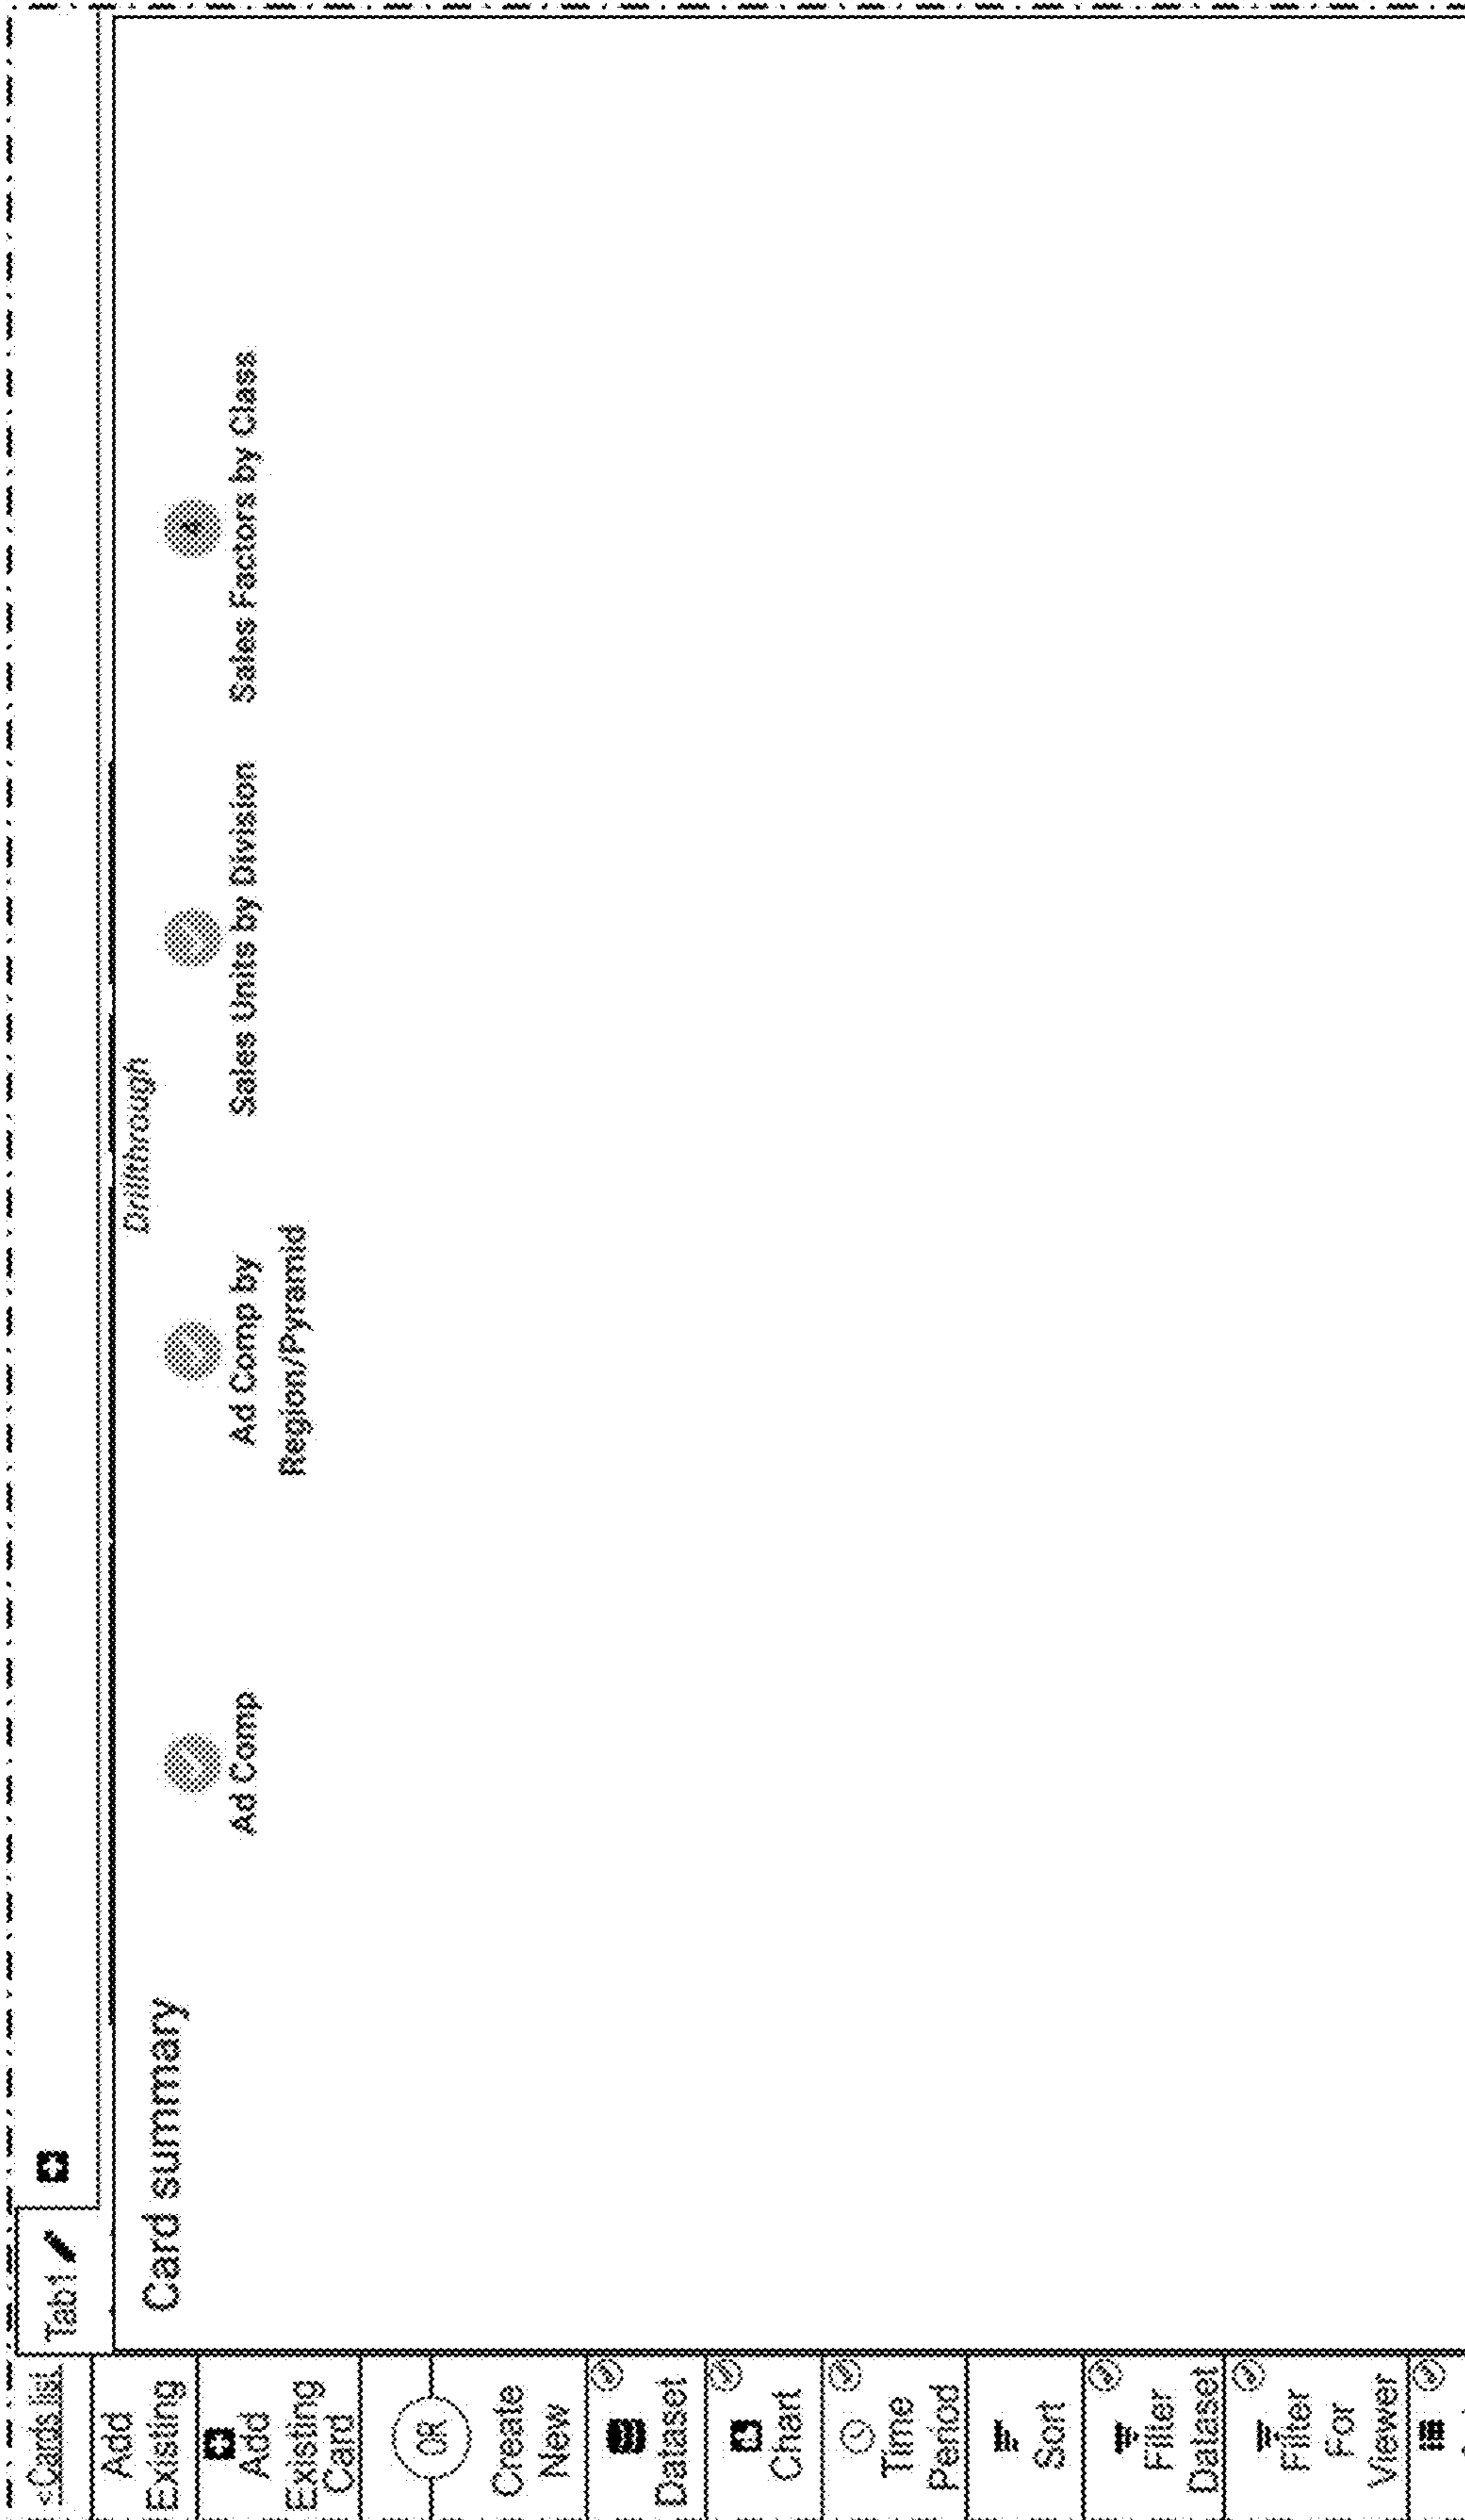 <Cards list
Tab1
Add
Existing
Add
Existing
Card
OR
Create
New
Dataset
Chart
Time
Period
Sort
Filter
Dataset
Filter
For
Viewer
Card summary
Drillthrough
Ad Comp
Ad Comp by
Region/Pyramid
Sales Units by Division
Sales Factors by Class